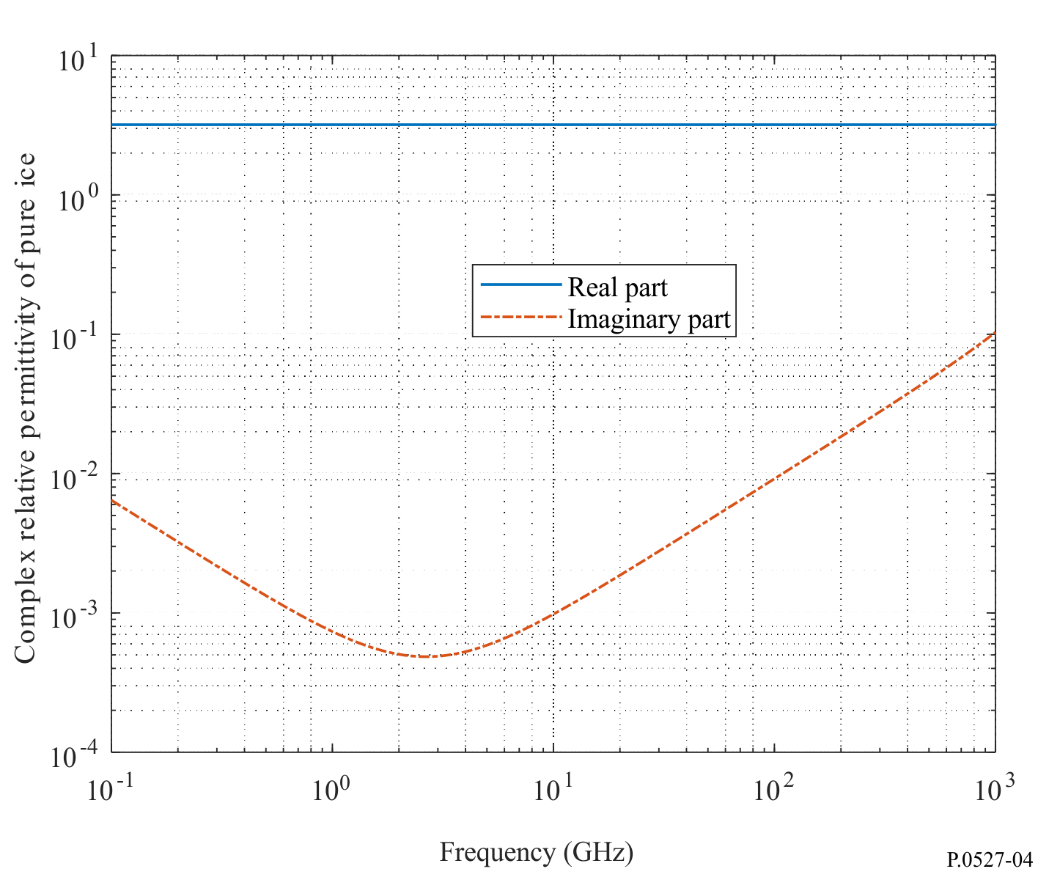 Complex relative permittivity of pure ice
10^1
10^0
10^-1
10^-2
10^-3
10^-4
Real part
Imaginary part
10^-1 10^0 10^1 10^2 10^3
Frequency (GHz)
P.0527-04